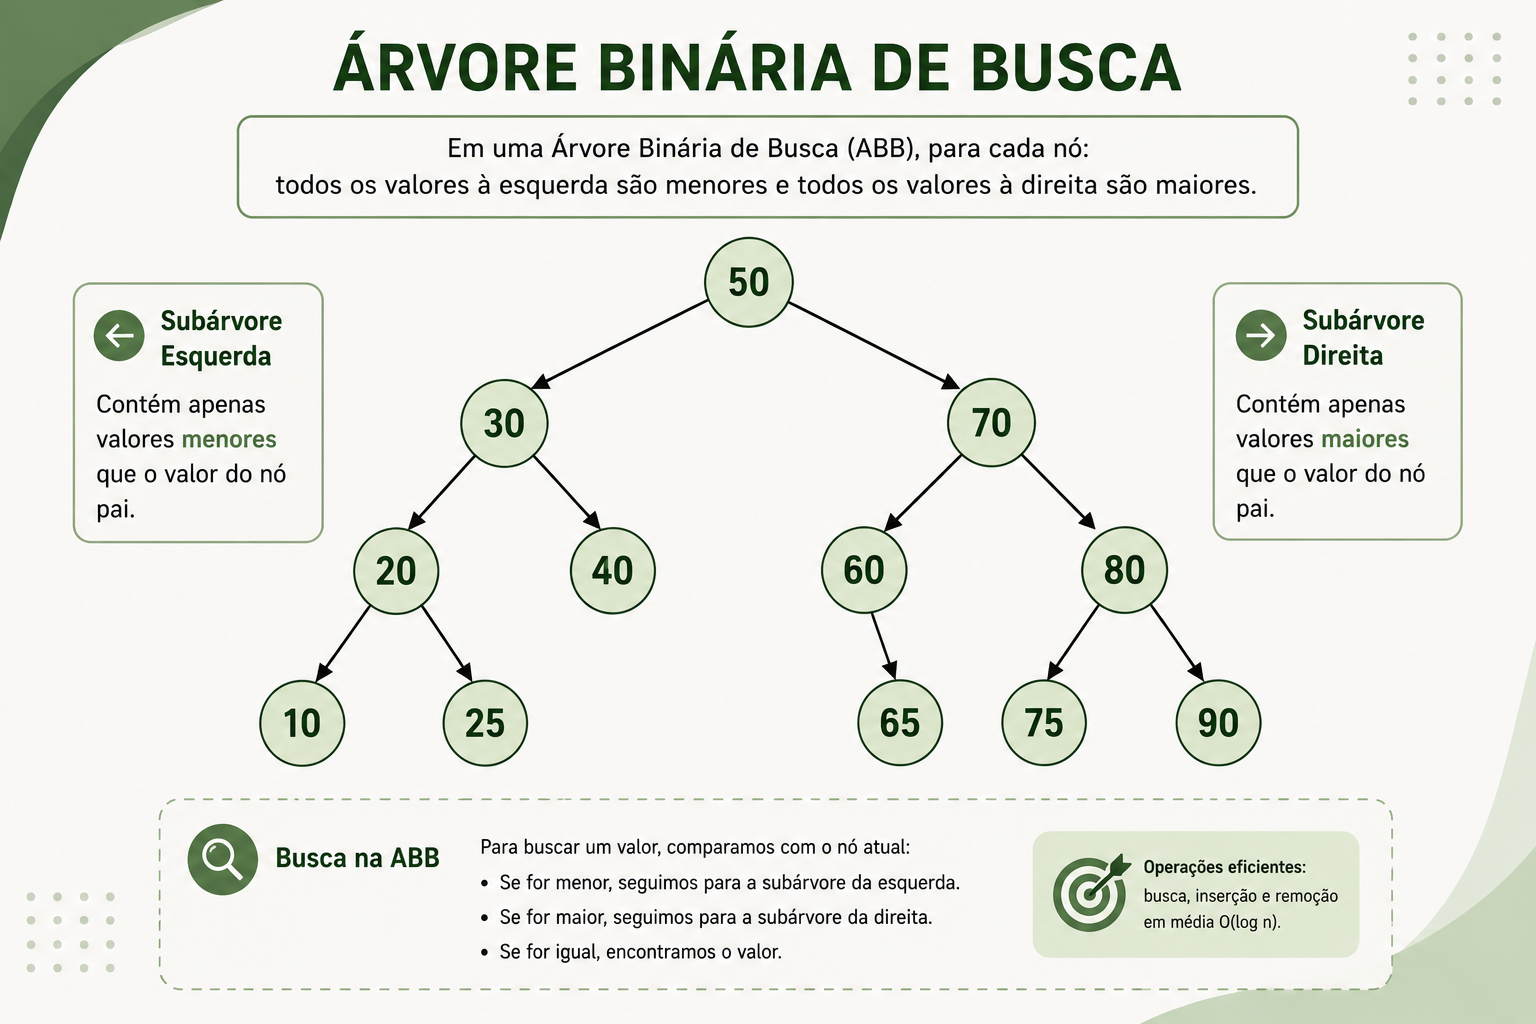 ÁRVORE BINÁRIA DE BUSCA
Em uma Árvore Binária de Busca (ABB), para cada nó:
todos os valores à esquerda são menores e todos os valores à direita são maiores.
Subárvore
Esquerda
Contém apenas
valores menores
que o valor do nó
pai.
Subárvore
Direita
Contém apenas
valores maiores
que o valor do nó
pai.
50
30
70
20
40
60
80
10
25
65
75
90
Busca na ABB
Para buscar um valor, comparamos com o nó atual:
• Se for menor, seguimos para a subárvore da esquerda.
• Se for maior, seguimos para a subárvore da direita.
• Se for igual, encontramos o valor.
Operações eficientes:
busca, inserção e remoção
em média O(log n).